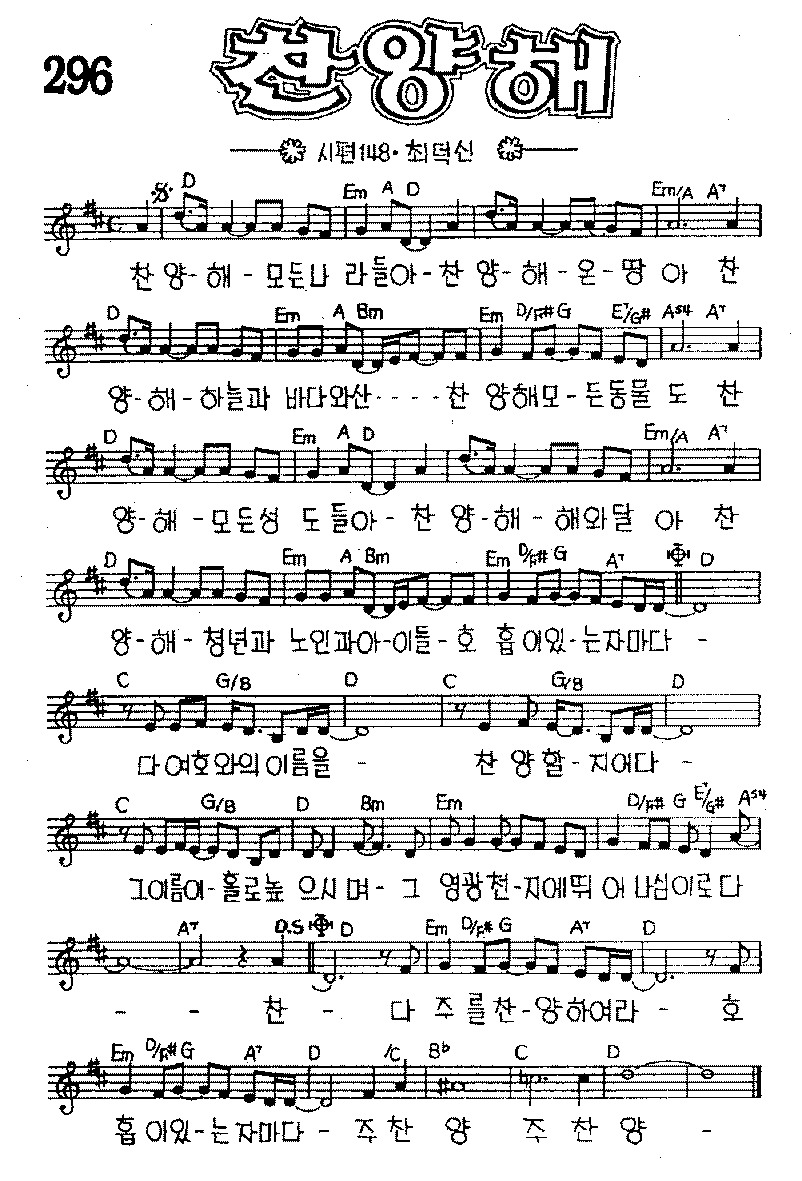 296
찬양해
시편148·최덕신
D Em A D Em/A A7
찬 양-해-모든나 라들아-찬 양-해-온-땅 아 찬
D Em A Bm Em D/F# G E7/G# Asus4 A7
양-해-하늘과 바다와산----찬 양해모-든동물 도 찬
D Em A D Em/A A7
양-해-모든성 도들아-찬 양-해-해와달 아 찬
D Em A Bm Em D/F# G A7 D
양-해-청년과 노인과아-이들-호 흡이있-는자마다 -
C G/B D C G/B D
다여호와의이름을 - 찬 양할-지어다-
C G/B D Bm Em D/F# G E7/G# Asus4
그이름이-홀로높 으시며-그 영광천-지에뛰 어나심이로다
A7 D.S D Em D/F# G A7 D
- - 찬 - 다 주를찬-양하여라- 호
Em D/F# G A7 D /C Bb C D
흡이있-는자마다-주찬 양 주 찬 양 -